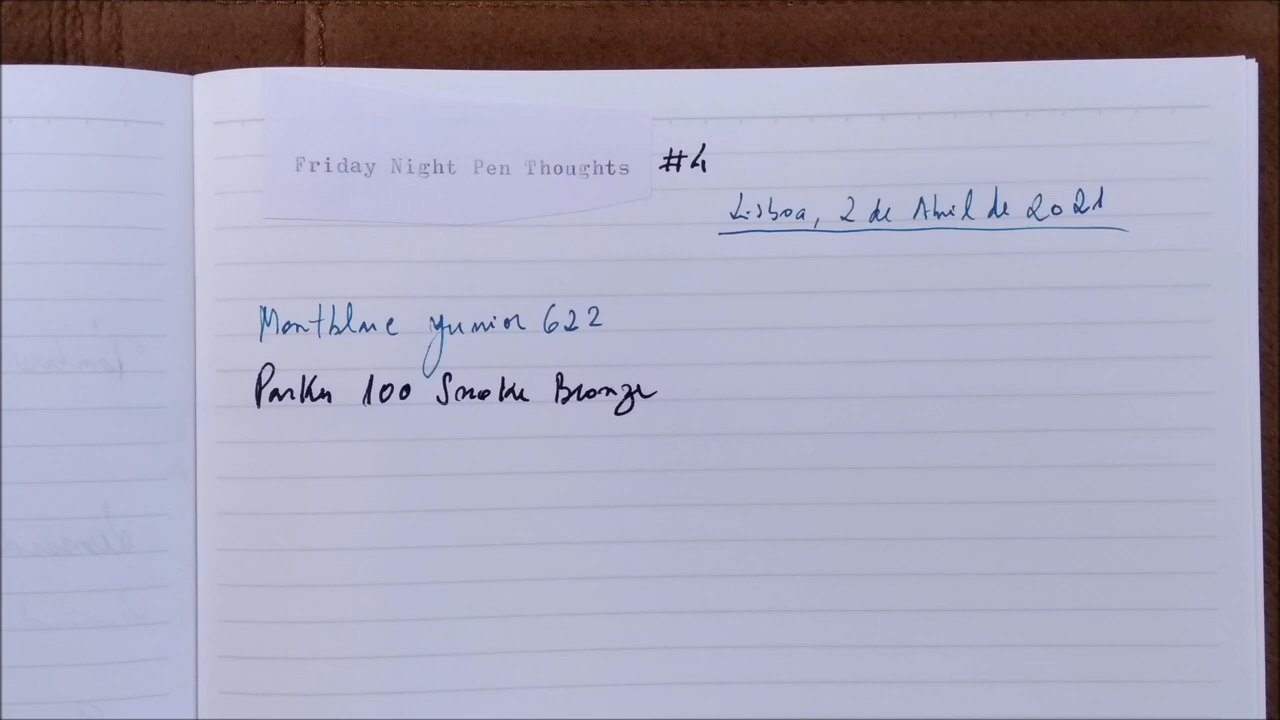 Friday Night Pen Thoughts #4
Lisboa, 2 de Abril de 2021
Montblanc Junior 622
Parker 100 Smoke Bronze